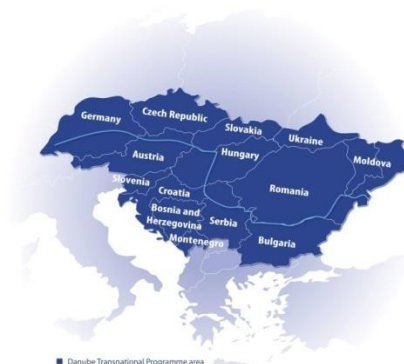 Germany
Czech Republic
Slovakia
Ukraine
Moldova
Austria
Hungary
Slovenia
Croatia
Romania
Bosnia and
Herzegovina
Serbia
Montenegro
Bulgaria
Danube Transnational Programme area